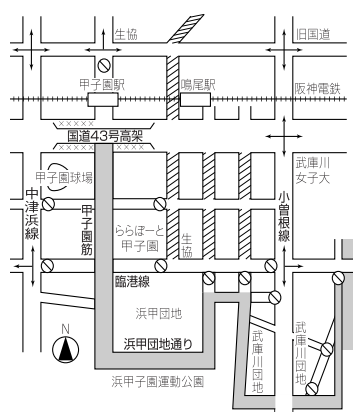 生協
旧国道
甲子園駅
鳴尾駅
阪神電鉄
国道43号高架
甲子園球場
武庫川
女子大
中津浜線
甲子園筋
ららぽーと
甲子園
生協
小曽根線
臨港線
浜甲団地
N
浜甲団地通り
武庫川団地
武庫川団地
浜甲子園運動公園